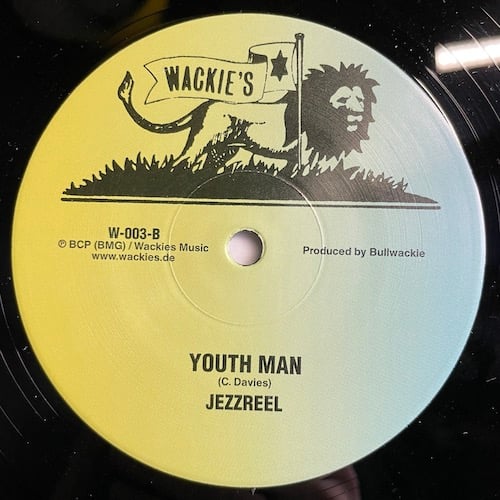 WACKIE'S
W-003-B
℗ BCP (BMG) / Wackies Music
www.wackies.de
Produced by Bullwackie
YOUTH MAN
(C. Davies)
JEZZREEL